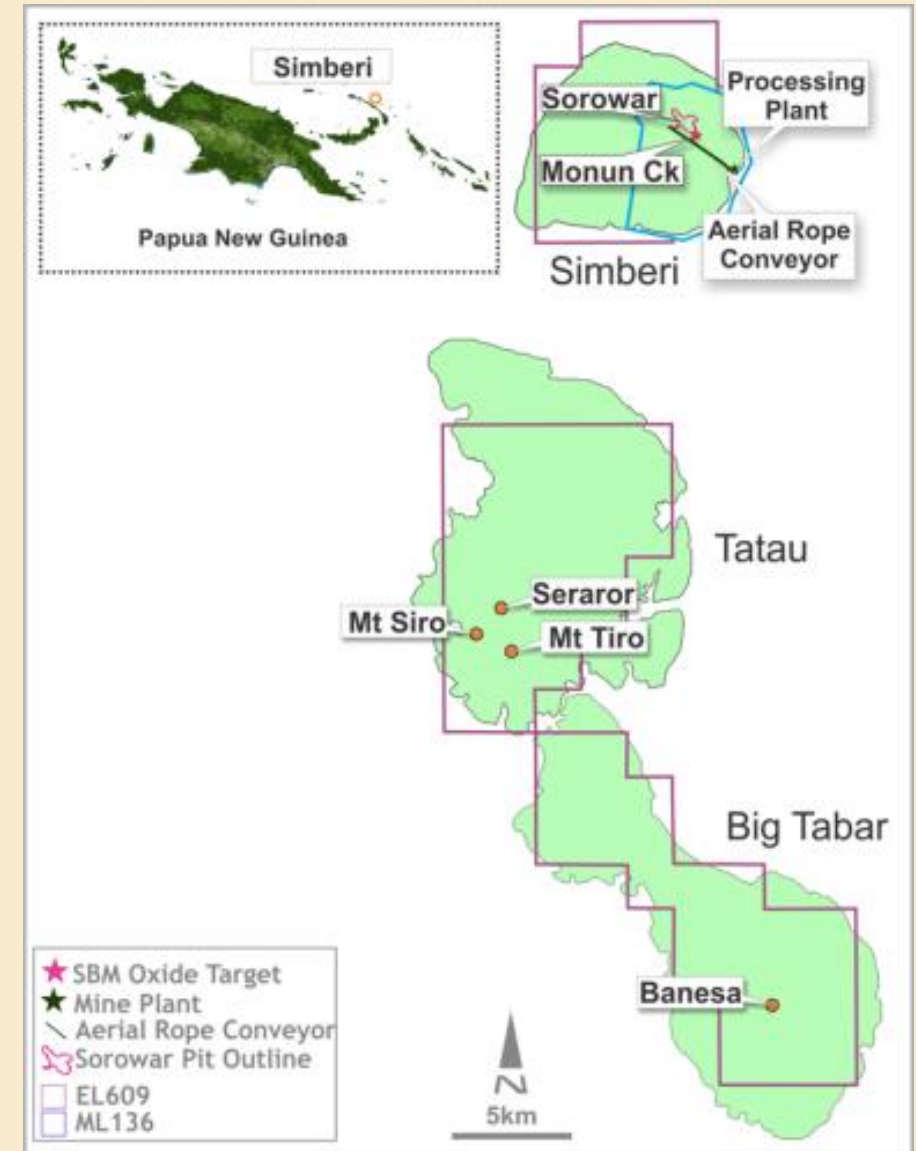 Simberi
Papua New Guinea
Sorowar
Monun Ck
Processing
Plant
Aerial Rope
Conveyor
Simberi
Tatau
Seraror
Mt Siro
Mt Tiro
Big Tabar
Banesa
SBM Oxide Target
Mine Plant
Aerial Rope Conveyor
Sorowar Pit Outline
EL609
ML136
N
5km